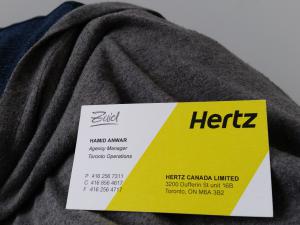 Zaid
Hertz
HAMID ANWAR
Agency Manager
Toronto Operations
P 416 256 7311
C 416 856 4617
F 416 256 4717
HERTZ CANADA LIMITED
3200 Dufferin St unit 16B
Toronto, ON M6A 3B2